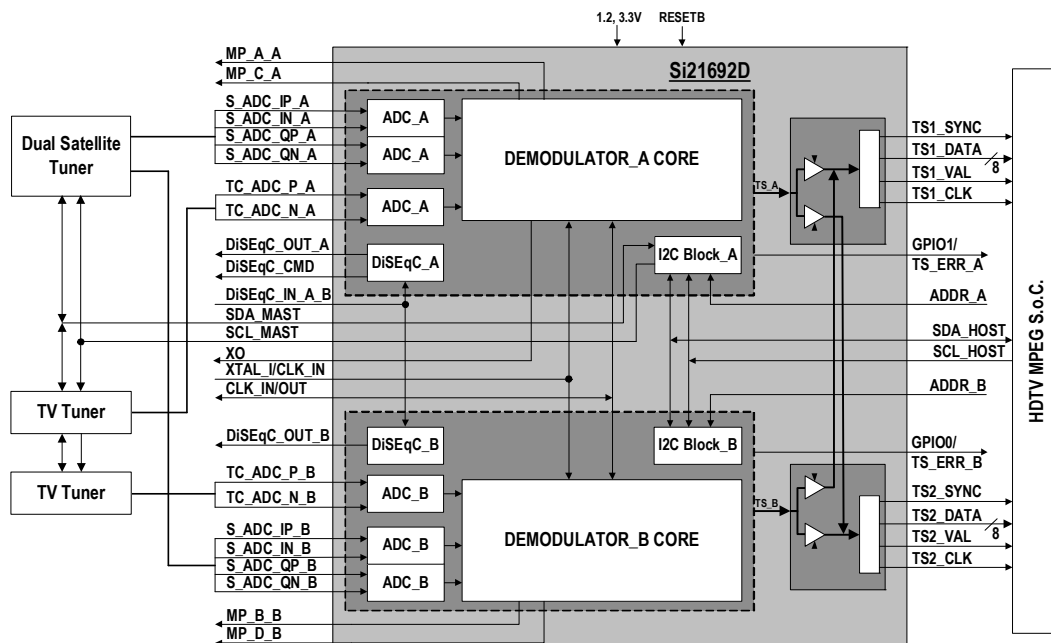 1.2, 3.3V
RESETB
Si21692D
MP_A_A
MP_C_A
S_ADC_IP_A
S_ADC_IN_A
S_ADC_QP_A
S_ADC_QN_A
TC_ADC_P_A
TC_ADC_N_A
DiSEqC_OUT_A
DiSEqC_CMD
DiSEqC_IN_A_B
SDA_MAST
SCL_MAST
XO
XTAL_I/CLK_IN
CLK_IN/OUT
DiSEqC_OUT_B
TC_ADC_P_B
TC_ADC_N_B
S_ADC_IP_B
S_ADC_IN_B
S_ADC_QP_B
S_ADC_QN_B
MP_B_B
MP_D_B
Dual Satellite
Tuner
TV Tuner
TV Tuner
ADC_A
ADC_A
ADC_A
DiSEqC_A
DEMODULATOR_A CORE
I2C Block_A
TS_A
DiSEqC_B
ADC_B
ADC_B
ADC_B
DEMODULATOR_B CORE
I2C Block_B
TS_B
TS1_SYNC
TS1_DATA
8
TS1_VAL
TS1_CLK
GPIO1/
TS_ERR_A
ADDR_A
SDA_HOST
SCL_HOST
ADDR_B
GPIO0/
TS_ERR_B
TS2_SYNC
TS2_DATA
8
TS2_VAL
TS2_CLK
HDTV MPEG S.o.C.